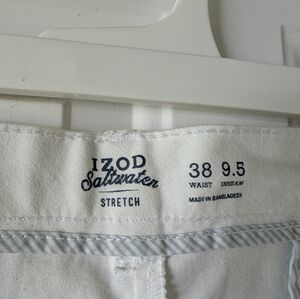 IZOD
Saltwater
STRETCH
38 9.5
WAIST INSEAM
MADE IN BANGLADESH